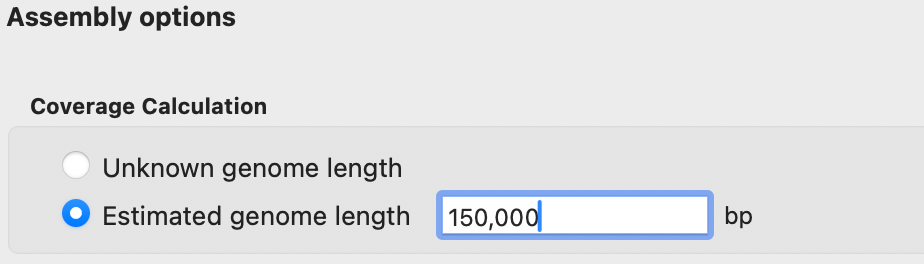 Assembly options
Coverage Calculation
Unknown genome length
Estimated genome length 150,000 bp